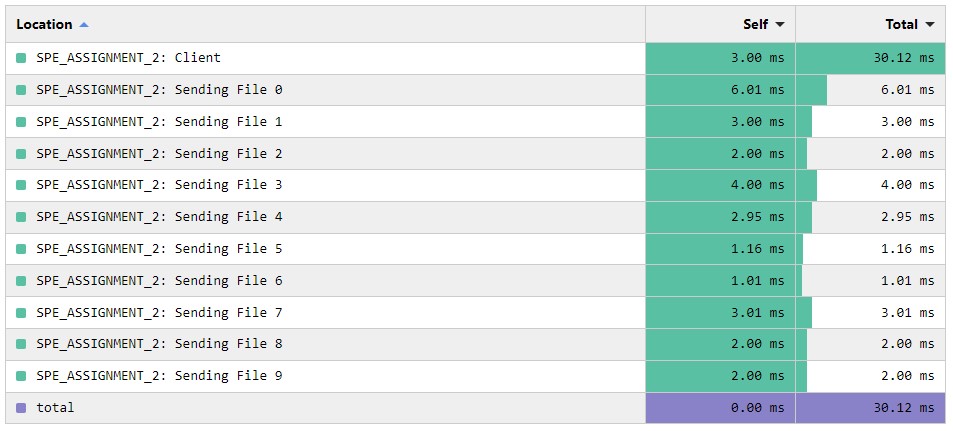 Location Self Total
SPE_ASSIGNMENT_2: Client 3.00 ms 30.12 ms
SPE_ASSIGNMENT_2: Sending File 0 6.01 ms 6.01 ms
SPE_ASSIGNMENT_2: Sending File 1 3.00 ms 3.00 ms
SPE_ASSIGNMENT_2: Sending File 2 2.00 ms 2.00 ms
SPE_ASSIGNMENT_2: Sending File 3 4.00 ms 4.00 ms
SPE_ASSIGNMENT_2: Sending File 4 2.95 ms 2.95 ms
SPE_ASSIGNMENT_2: Sending File 5 1.16 ms 1.16 ms
SPE_ASSIGNMENT_2: Sending File 6 1.01 ms 1.01 ms
SPE_ASSIGNMENT_2: Sending File 7 3.01 ms 3.01 ms
SPE_ASSIGNMENT_2: Sending File 8 2.00 ms 2.00 ms
SPE_ASSIGNMENT_2: Sending File 9 2.00 ms 2.00 ms
total 0.00 ms 30.12 ms